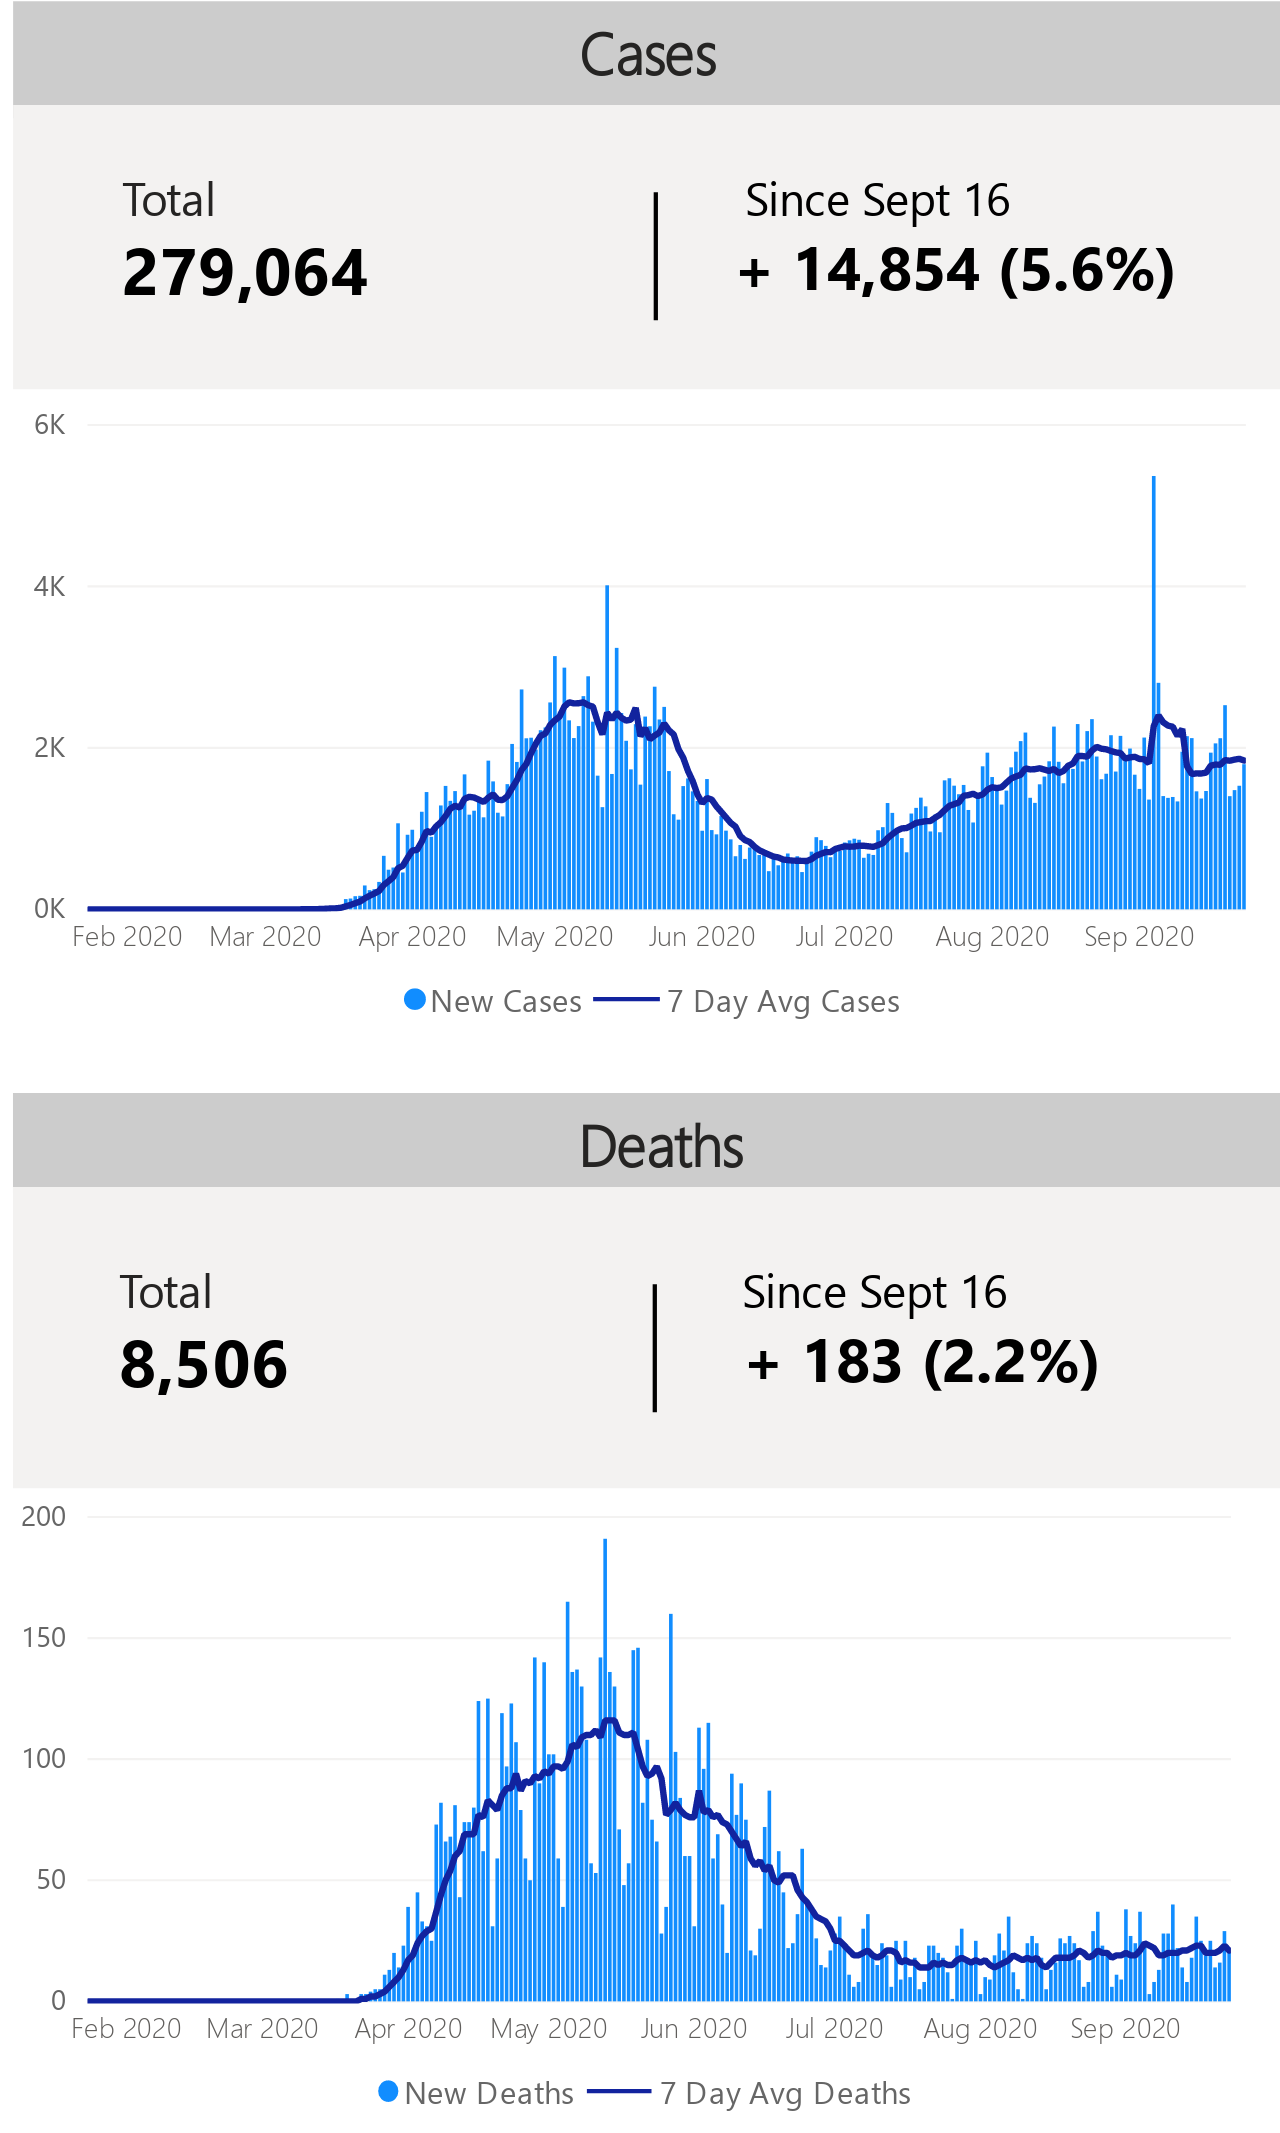 Cases
Total
Since Sept 16
279,064
+ 14,854 (5.6%)
6K
4K
2K
0K
Feb 2020 Mar 2020 Apr 2020 May 2020 Jun 2020 Jul 2020 Aug 2020 Sep 2020
New Cases 7 Day Avg Cases
Deaths
Total
Since Sept 16
8,506
+ 183 (2.2%)
200
150
100
50
0
Feb 2020 Mar 2020 Apr 2020 May 2020 Jun 2020 Jul 2020 Aug 2020 Sep 2020
New Deaths 7 Day Avg Deaths